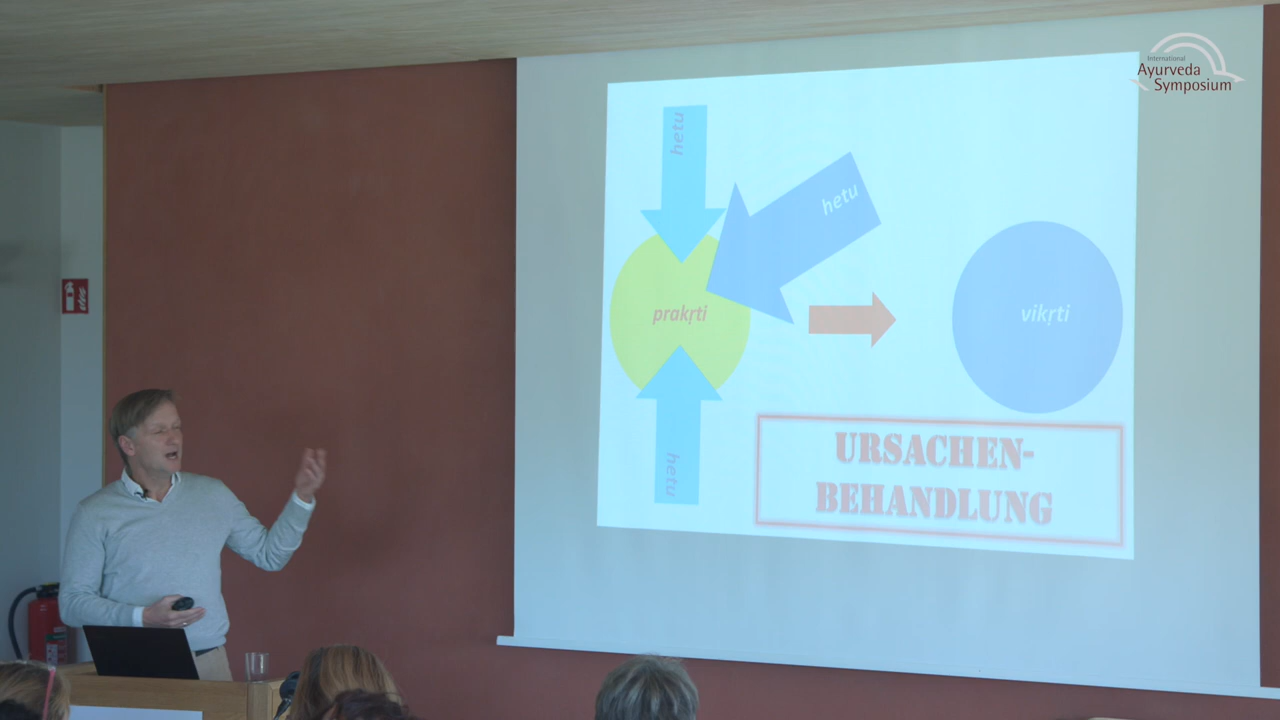 International
Ayurveda
Symposium
hetu
hetu
prakṛti
vikṛti
hetu
URSACHEN-
BEHANDLUNG